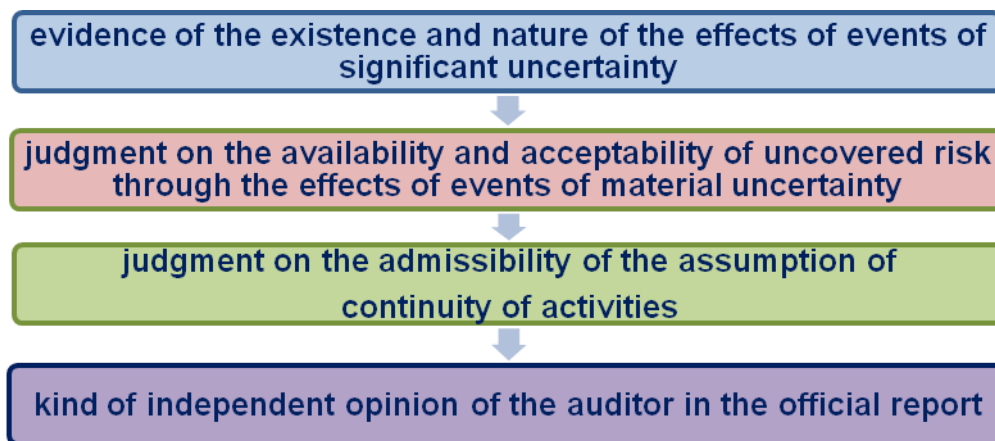 evidence of the existence and nature of the effects of events of
significant uncertainty
judgment on the availability and acceptability of uncovered risk
through the effects of events of material uncertainty
judgment on the admissibility of the assumption of
continuity of activities
kind of independent opinion of the auditor in the official report